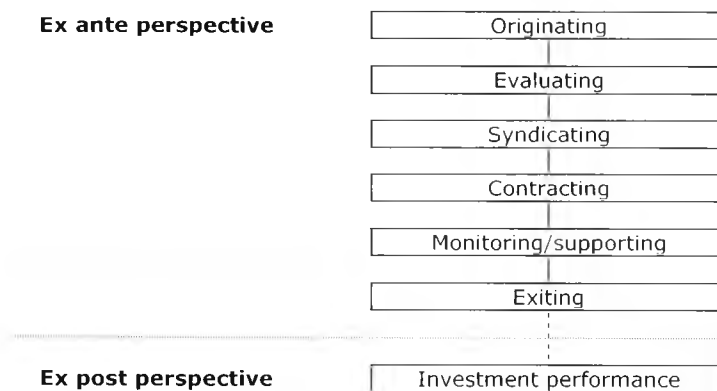 Ex ante perspective
Originating
Evaluating
Syndicating
Contracting
Monitoring/supporting
Exiting
Ex post perspective
Investment performance